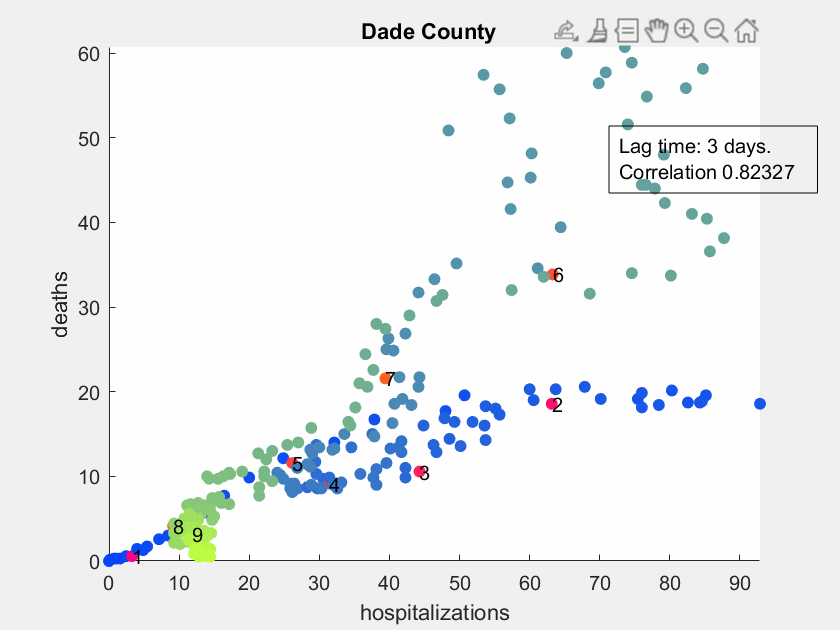 Dade County
60
50
40
30
20
10
0
deaths
Lag time: 3 days.
Correlation 0.82327
6
7
2
3
5
4
8
9
1
0 10 20 30 40 50 60 70 80 90
hospitalizations